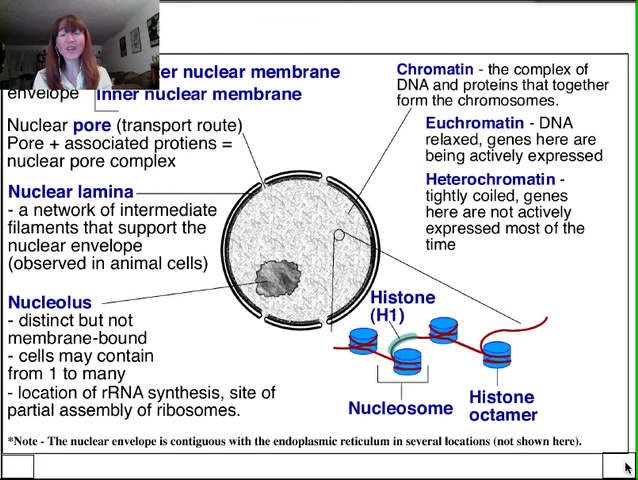 ter nuclear membrane
envelope Inner nuclear membrane
Nuclear pore (transport route)
Pore + associated protiens =
nuclear pore complex
Nuclear lamina
- a network of intermediate
filaments that support the
nuclear envelope
(observed in animal cells)
Nucleolus
- distinct but not
membrane-bound
- cells may contain
from 1 to many
- location of rRNA synthesis, site of
partial assembly of ribosomes.
Chromatin - the complex of
DNA and proteins that together
form the chromosomes.
Euchromatin - DNA
relaxed, genes here are
being actively expressed
Heterochromatin -
tightly coiled, genes
here are not actively
expressed most of the
time
Histone
(H1)
Nucleosome
Histone
octamer
*Note - The nuclear envelope is contiguous with the endoplasmic reticulum in several locations (not shown here).